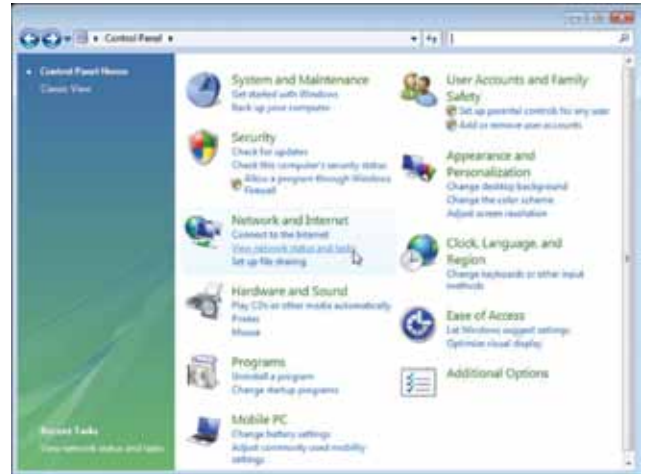 Control Panel
Control Panel Home
Classic View
System and Maintenance
Get started with Windows
Back up your computer
Security
Check for updates
Check this computer's security status
Allow a program through Windows
Firewall
Network and Internet
Connect to the Internet
View network status and tasks
Set up file sharing
Hardware and Sound
Play CDs or other media automatically
Printer
Mouse
Programs
Uninstall a program
Change startup programs
Mobile PC
Change battery settings
Adjust commonly used mobility
settings
User Accounts and Family
Safety
Set up parental controls for any user
Add or remove user accounts
Appearance and
Personalization
Change desktop background
Change the color scheme
Adjust screen resolution
Clock, Language, and
Region
Change keyboards or other input
methods
Ease of Access
Let Windows suggest settings
Optimize visual display
Additional Options
Recent Tasks
View network status and tasks